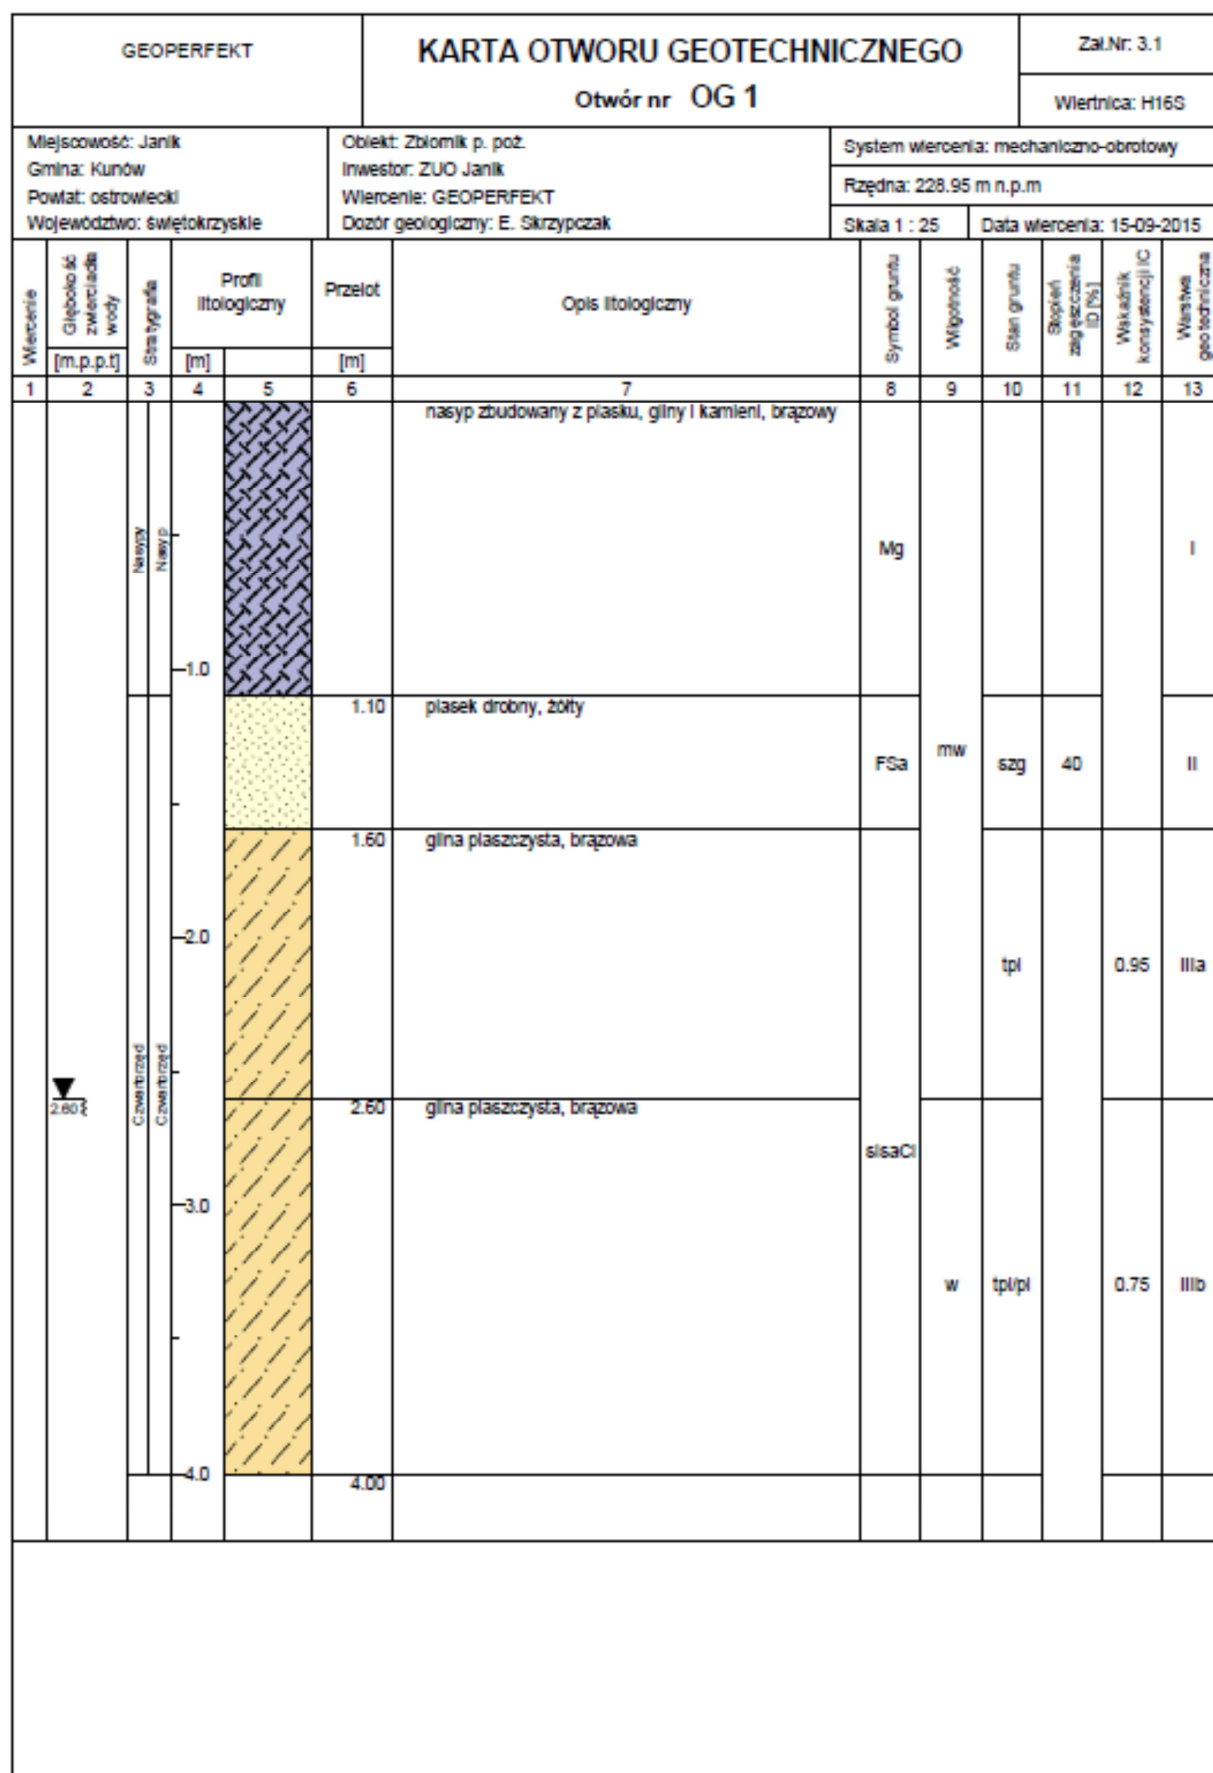 GEOPERFEKT
KARTA OTWORU GEOTECHNICZNEGO
Otwór nr OG 1
Zał.Nr: 3.1
Wiertnica: H16S
Miejscowość: Janik
Gmina: Kunów
Powiat: ostrowiecki
Województwo: świętokrzyskie
Obiekt: Zbiornik p. poż.
Inwestor: ZUO Janik
Wiercenie: GEOPERFEKT
Dozór geologiczny: E. Skrzypczak
System wiercenia: mechaniczno-obrotowy
Rzędna: 228.95 m n.p.m
Skala 1 : 25
Data wiercenia: 15-09-2015
Wiercenie
Głębokość
zwierciadła
wody
[m.p.p.t]
Stratygrafia
Profil
litologiczny
[m]
Przelot
[m]
Opis litologiczny
Symbol gruntu
Wilgotność
Stan gruntu
Stopień
zagęszczenia
ID [%]
Wskaźnik
konsystencji IC
Warstwa
geotechniczna
1 2 3 4 5 6 7 8 9 10 11 12 13
nasyp zbudowany z piasku, gliny i kamieni, brązowy
Nasypy
Nasyp
Mg
I
1.0
1.10
piasek drobny, żółty
FSa
mw
szg
40
II
1.60
glina piaszczysta, brązowa
2.0
tpl
0.95
IIIa
Czwartorzęd
Czwartorzęd
2.60
2.60
glina piaszczysta, brązowa
sisaCl
3.0
w
tpl/pl
0.75
IIIb
4.0
4.00